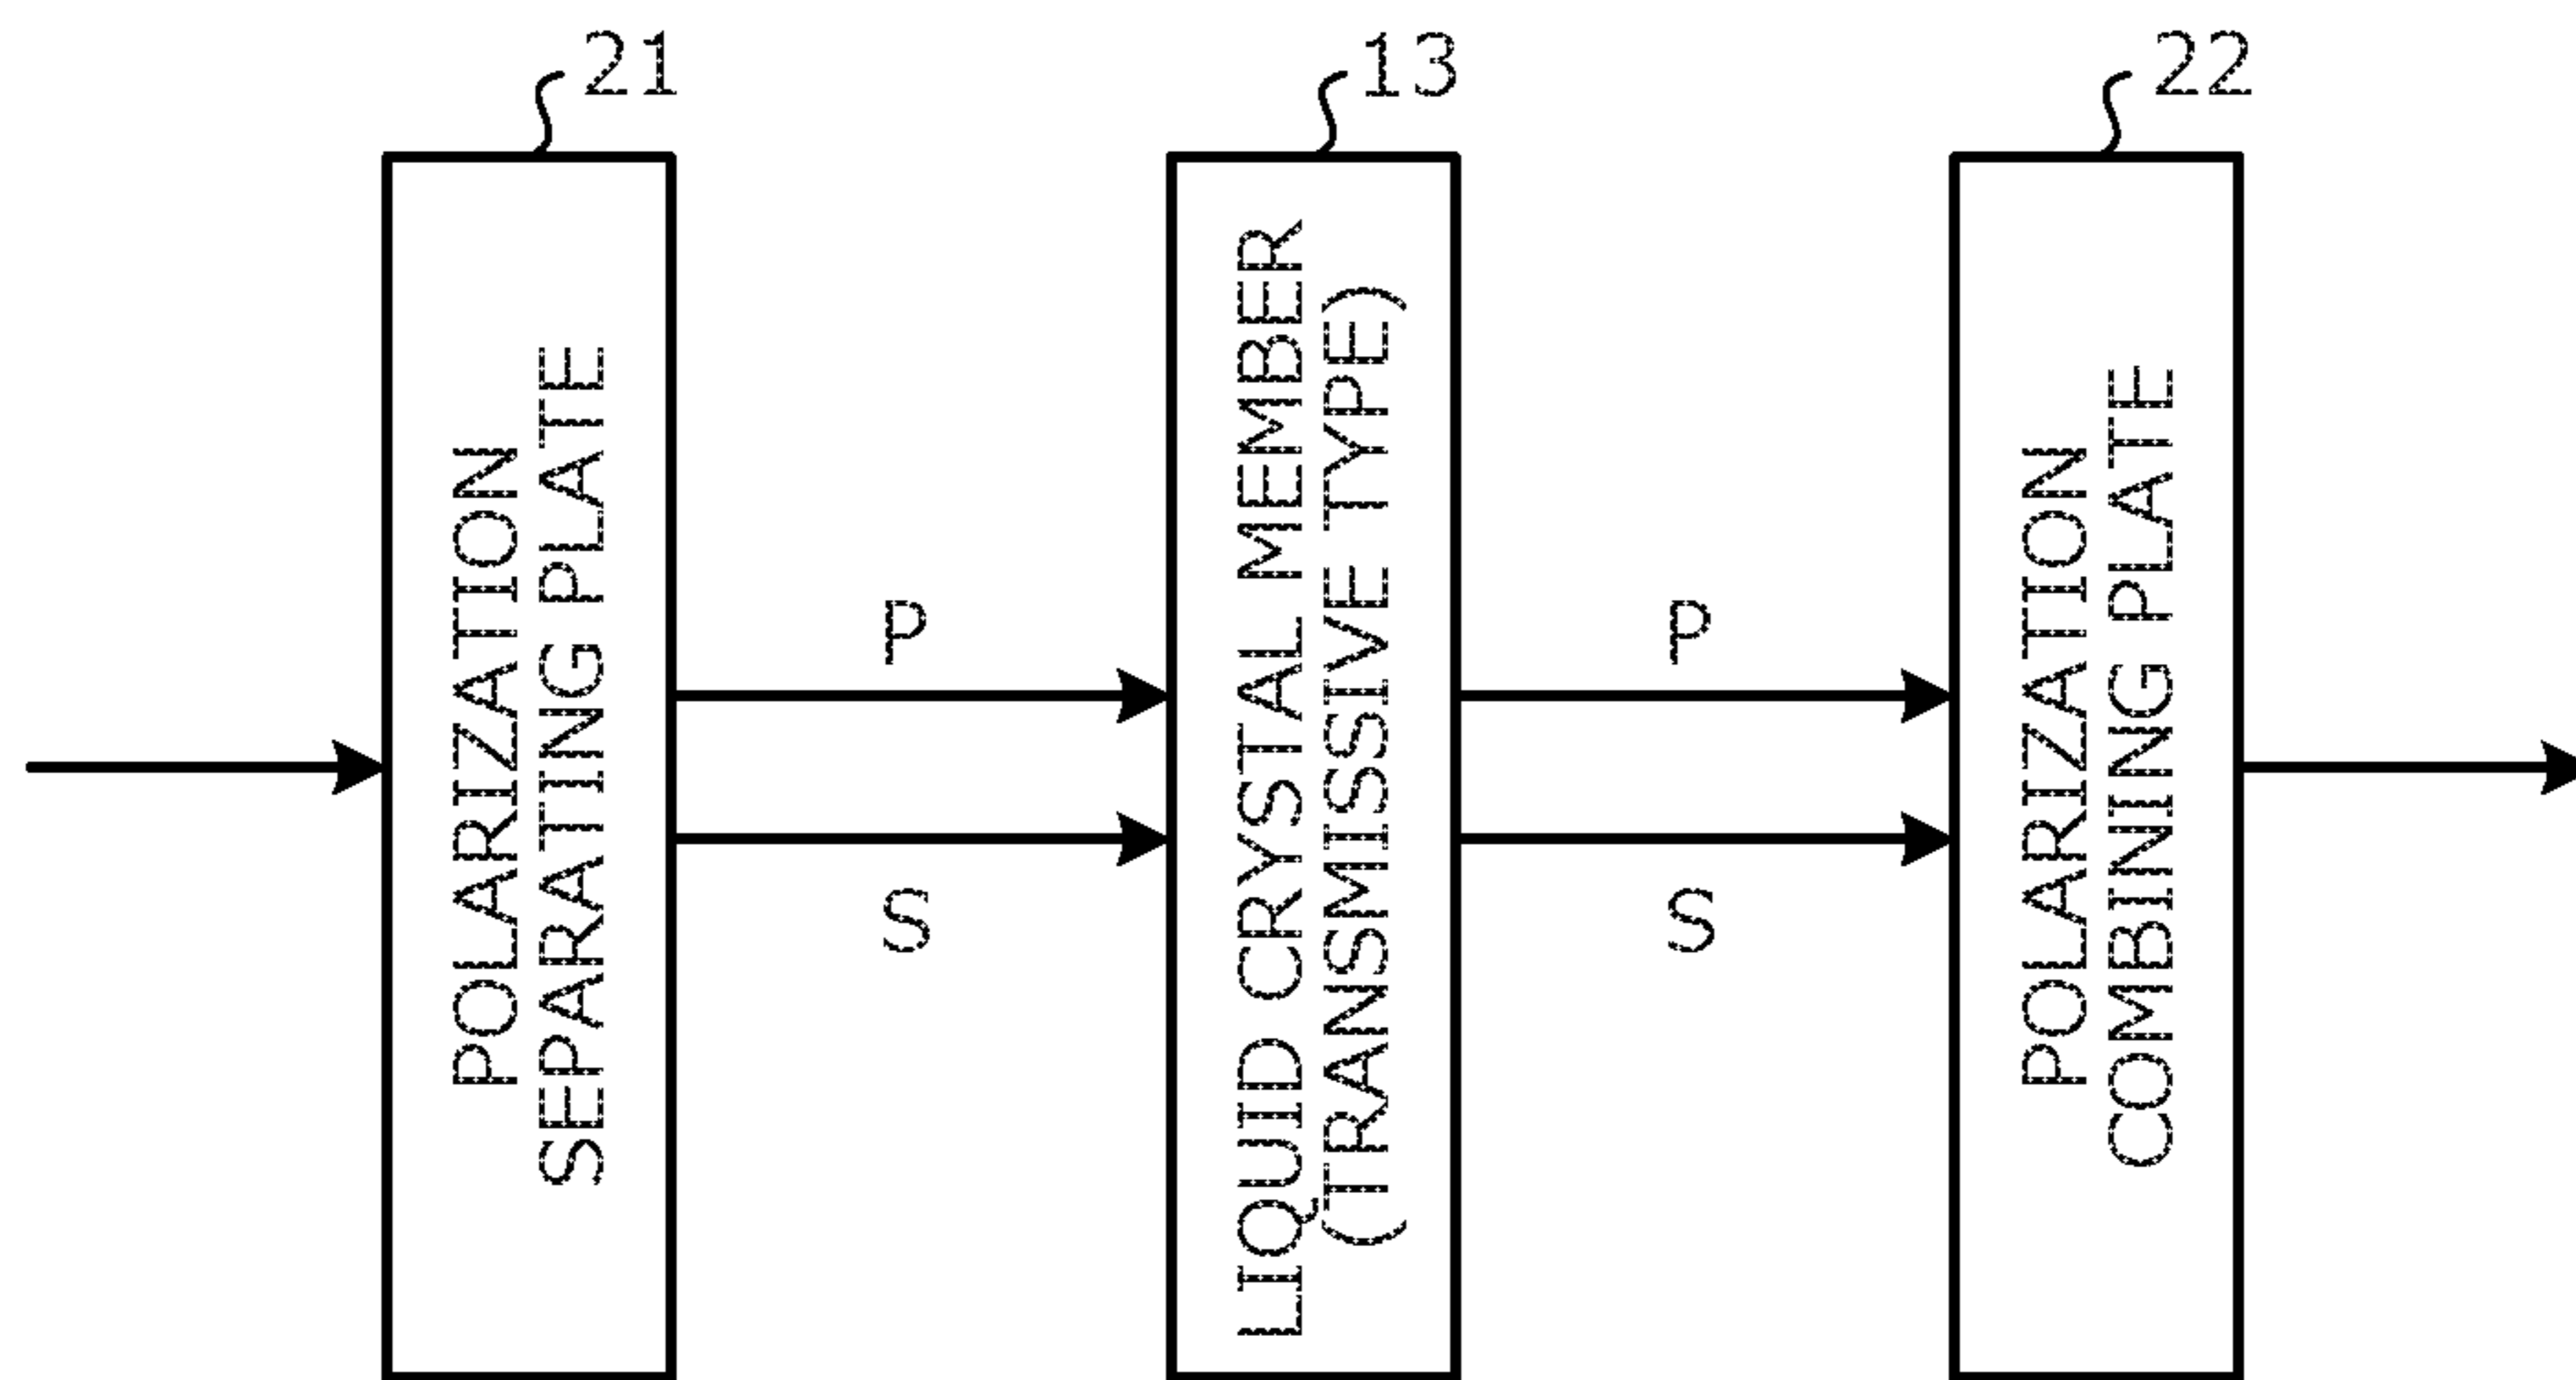 21
13
22
POLARIZATION
SEPARATING PLATE
P
S
LIQUID CRYSTAL MEMBER
(TRANSMISSIVE TYPE)
P
S
POLARIZATION
COMBINING PLATE